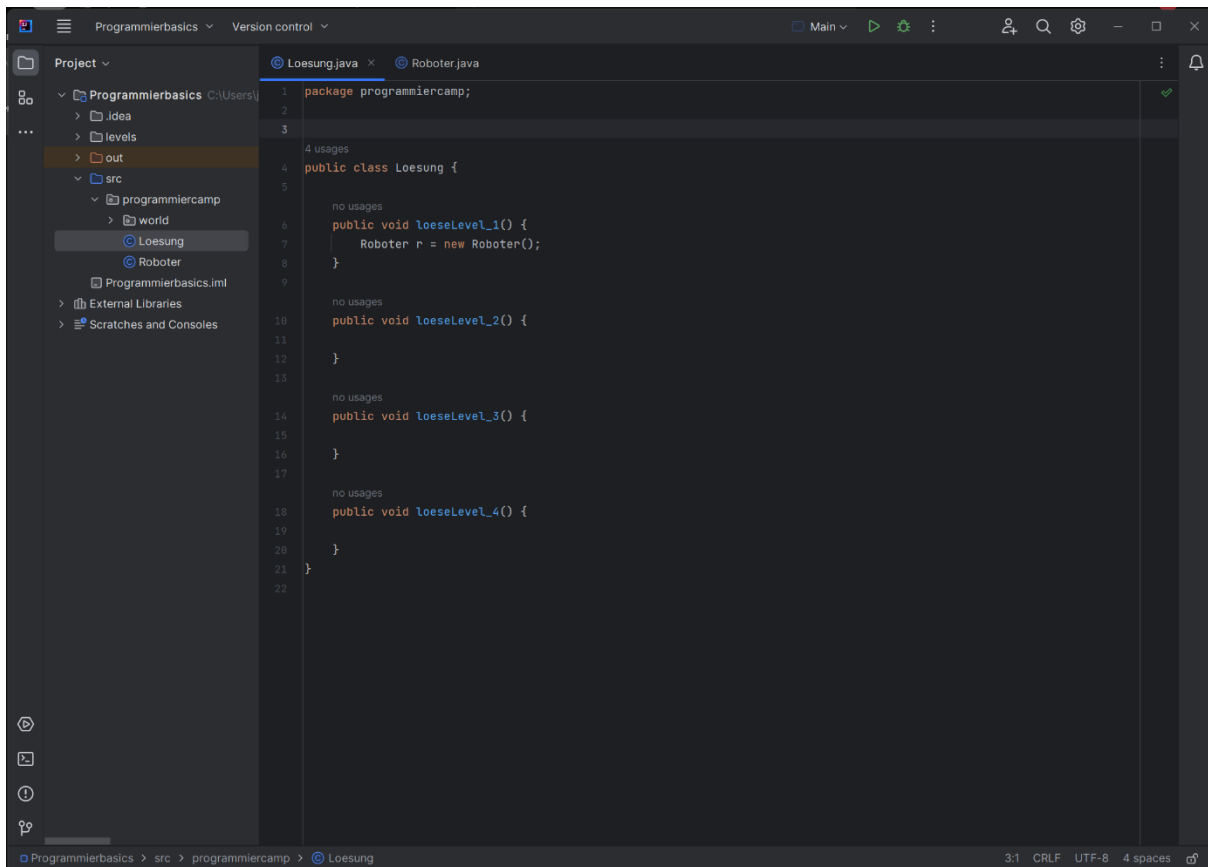 Programmierbasics Version control Main
Project
Loesung.java Roboter.java
Programmierbasics C:\Users\j
.idea
levels
out
src
programmiercamp
world
Loesung
Roboter
Programmierbasics.iml
External Libraries
Scratches and Consoles
1 package programmiercamp;
2
3
4 usages
4 public class Loesung {
5
no usages
6 public void loeseLevel_1() {
7 Roboter r = new Roboter();
8 }
9
no usages
10 public void loeseLevel_2() {
11
12 }
13
no usages
14 public void loeseLevel_3() {
15
16 }
17
no usages
18 public void loeseLevel_4() {
19
20 }
21 }
22
Programmierbasics > src > programmiercamp > Loesung 3:1 CRLF UTF-8 4 spaces